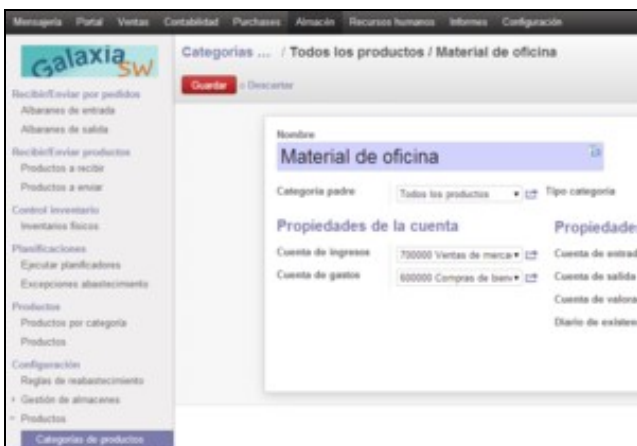 Mensajería Portal Ventas Contabilidad Purchases Almacén Recursos humanos Informes Configuración
Galaxia SW
Categorías ... / Todos los productos / Material de oficina
Guardar o Descartar
Recibir/Enviar por pedidos
Albaranes de entrada
Albaranes de salida
Recibir/Enviar productos
Productos a recibir
Productos a enviar
Control inventario
Inventarios físicos
Planificaciones
Ejecutar planificadores
Excepciones abastecimiento
Productos
Productos por categoría
Productos
Configuración
Reglas de reabastecimiento
Gestión de almacenes
Productos
Categorías de productos
Nombre
Material de oficina
Categoría padre Todos los productos Tipo categoría
Propiedades de la cuenta Propiedades
Cuenta de ingresos 700000 Ventas de merca Cuenta de entrad
Cuenta de gastos 600000 Compras de bien Cuenta de salida
Cuenta de valora
Diario de existen